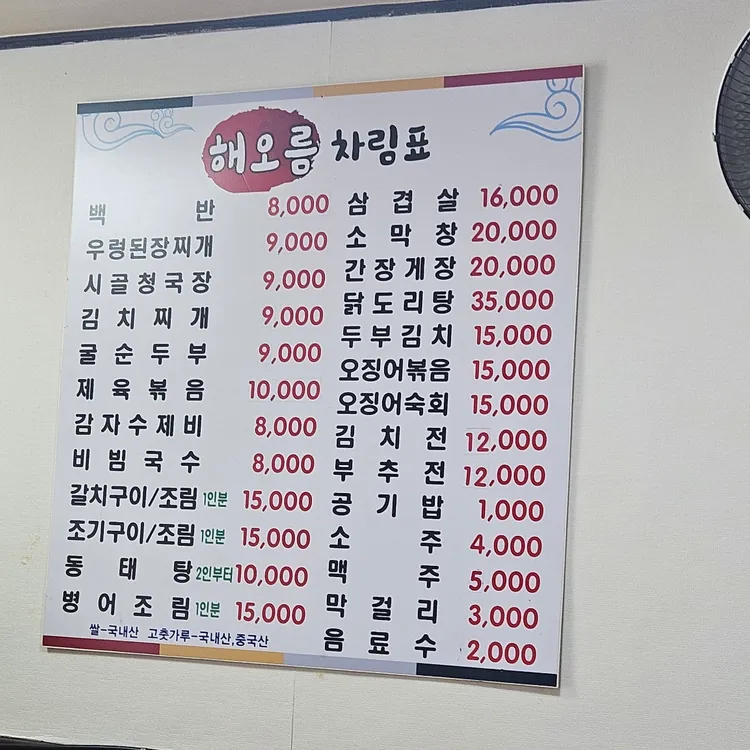 해오름 차림표
백반 8,000
우렁된장찌개 9,000
시골청국장 9,000
김치찌개 9,000
굴순두부 9,000
제육볶음 10,000
감자수제비 8,000
비빔국수 8,000
갈치구이/조림 1인분 15,000
조기구이/조림 1인분 15,000
동태탕 2인부터 10,000
병어조림 1인분 15,000
쌀-국내산 고춧가루-국내산,중국산
삼겹살 16,000
소막창 20,000
간장게장 20,000
닭도리탕 35,000
두부김치 15,000
오징어볶음 15,000
오징어숙회 15,000
김치전 12,000
부추전 12,000
공기밥 1,000
소주 4,000
맥주 5,000
막걸리 3,000
음료수 2,000